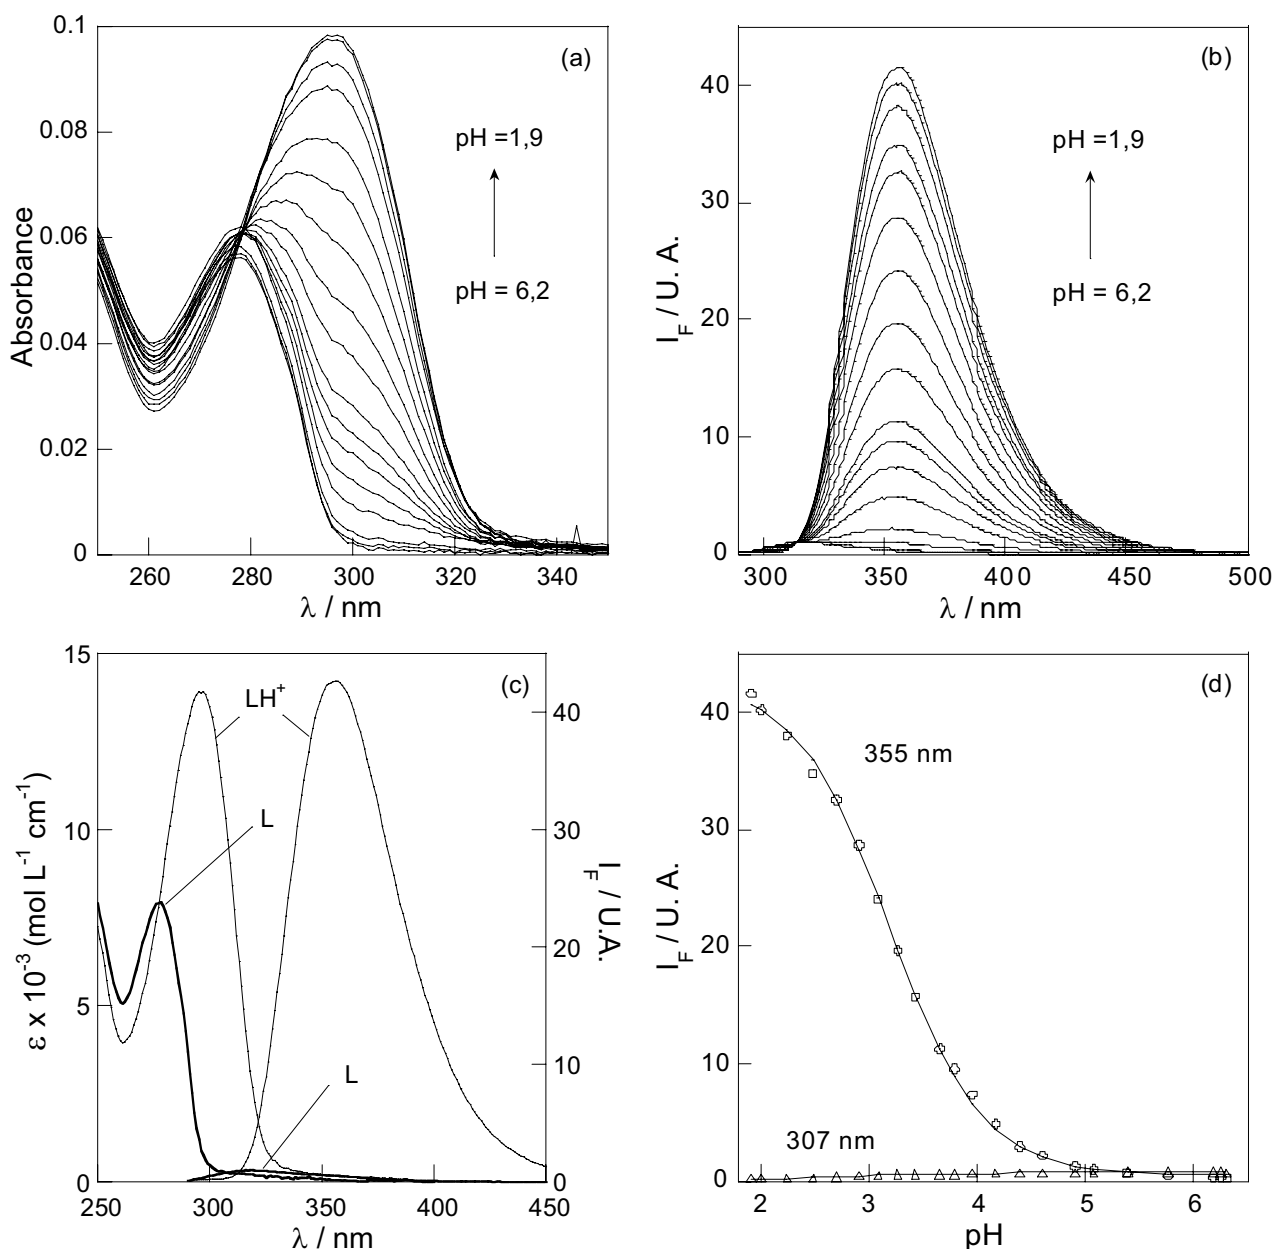 (a)
0.1
0.08
0.06
0.04
0.02
0
Absorbance
pH =1,9
pH = 6,2
260
280
300
320
340
λ / nm
(b)
40
30
20
10
0
I_F / U. A.
pH =1,9
pH = 6,2
300
350
400
450
500
λ / nm
(c)
15
10
5
0
ε x 10⁻³ (mol L⁻¹ cm⁻¹)
LH⁺
L
L
40
30
20
10
0
I_F / U.A.
250
300
350
400
450
λ / nm
(d)
40
30
20
10
0
I_F / U. A.
355 nm
307 nm
2
3
4
5
6
pH